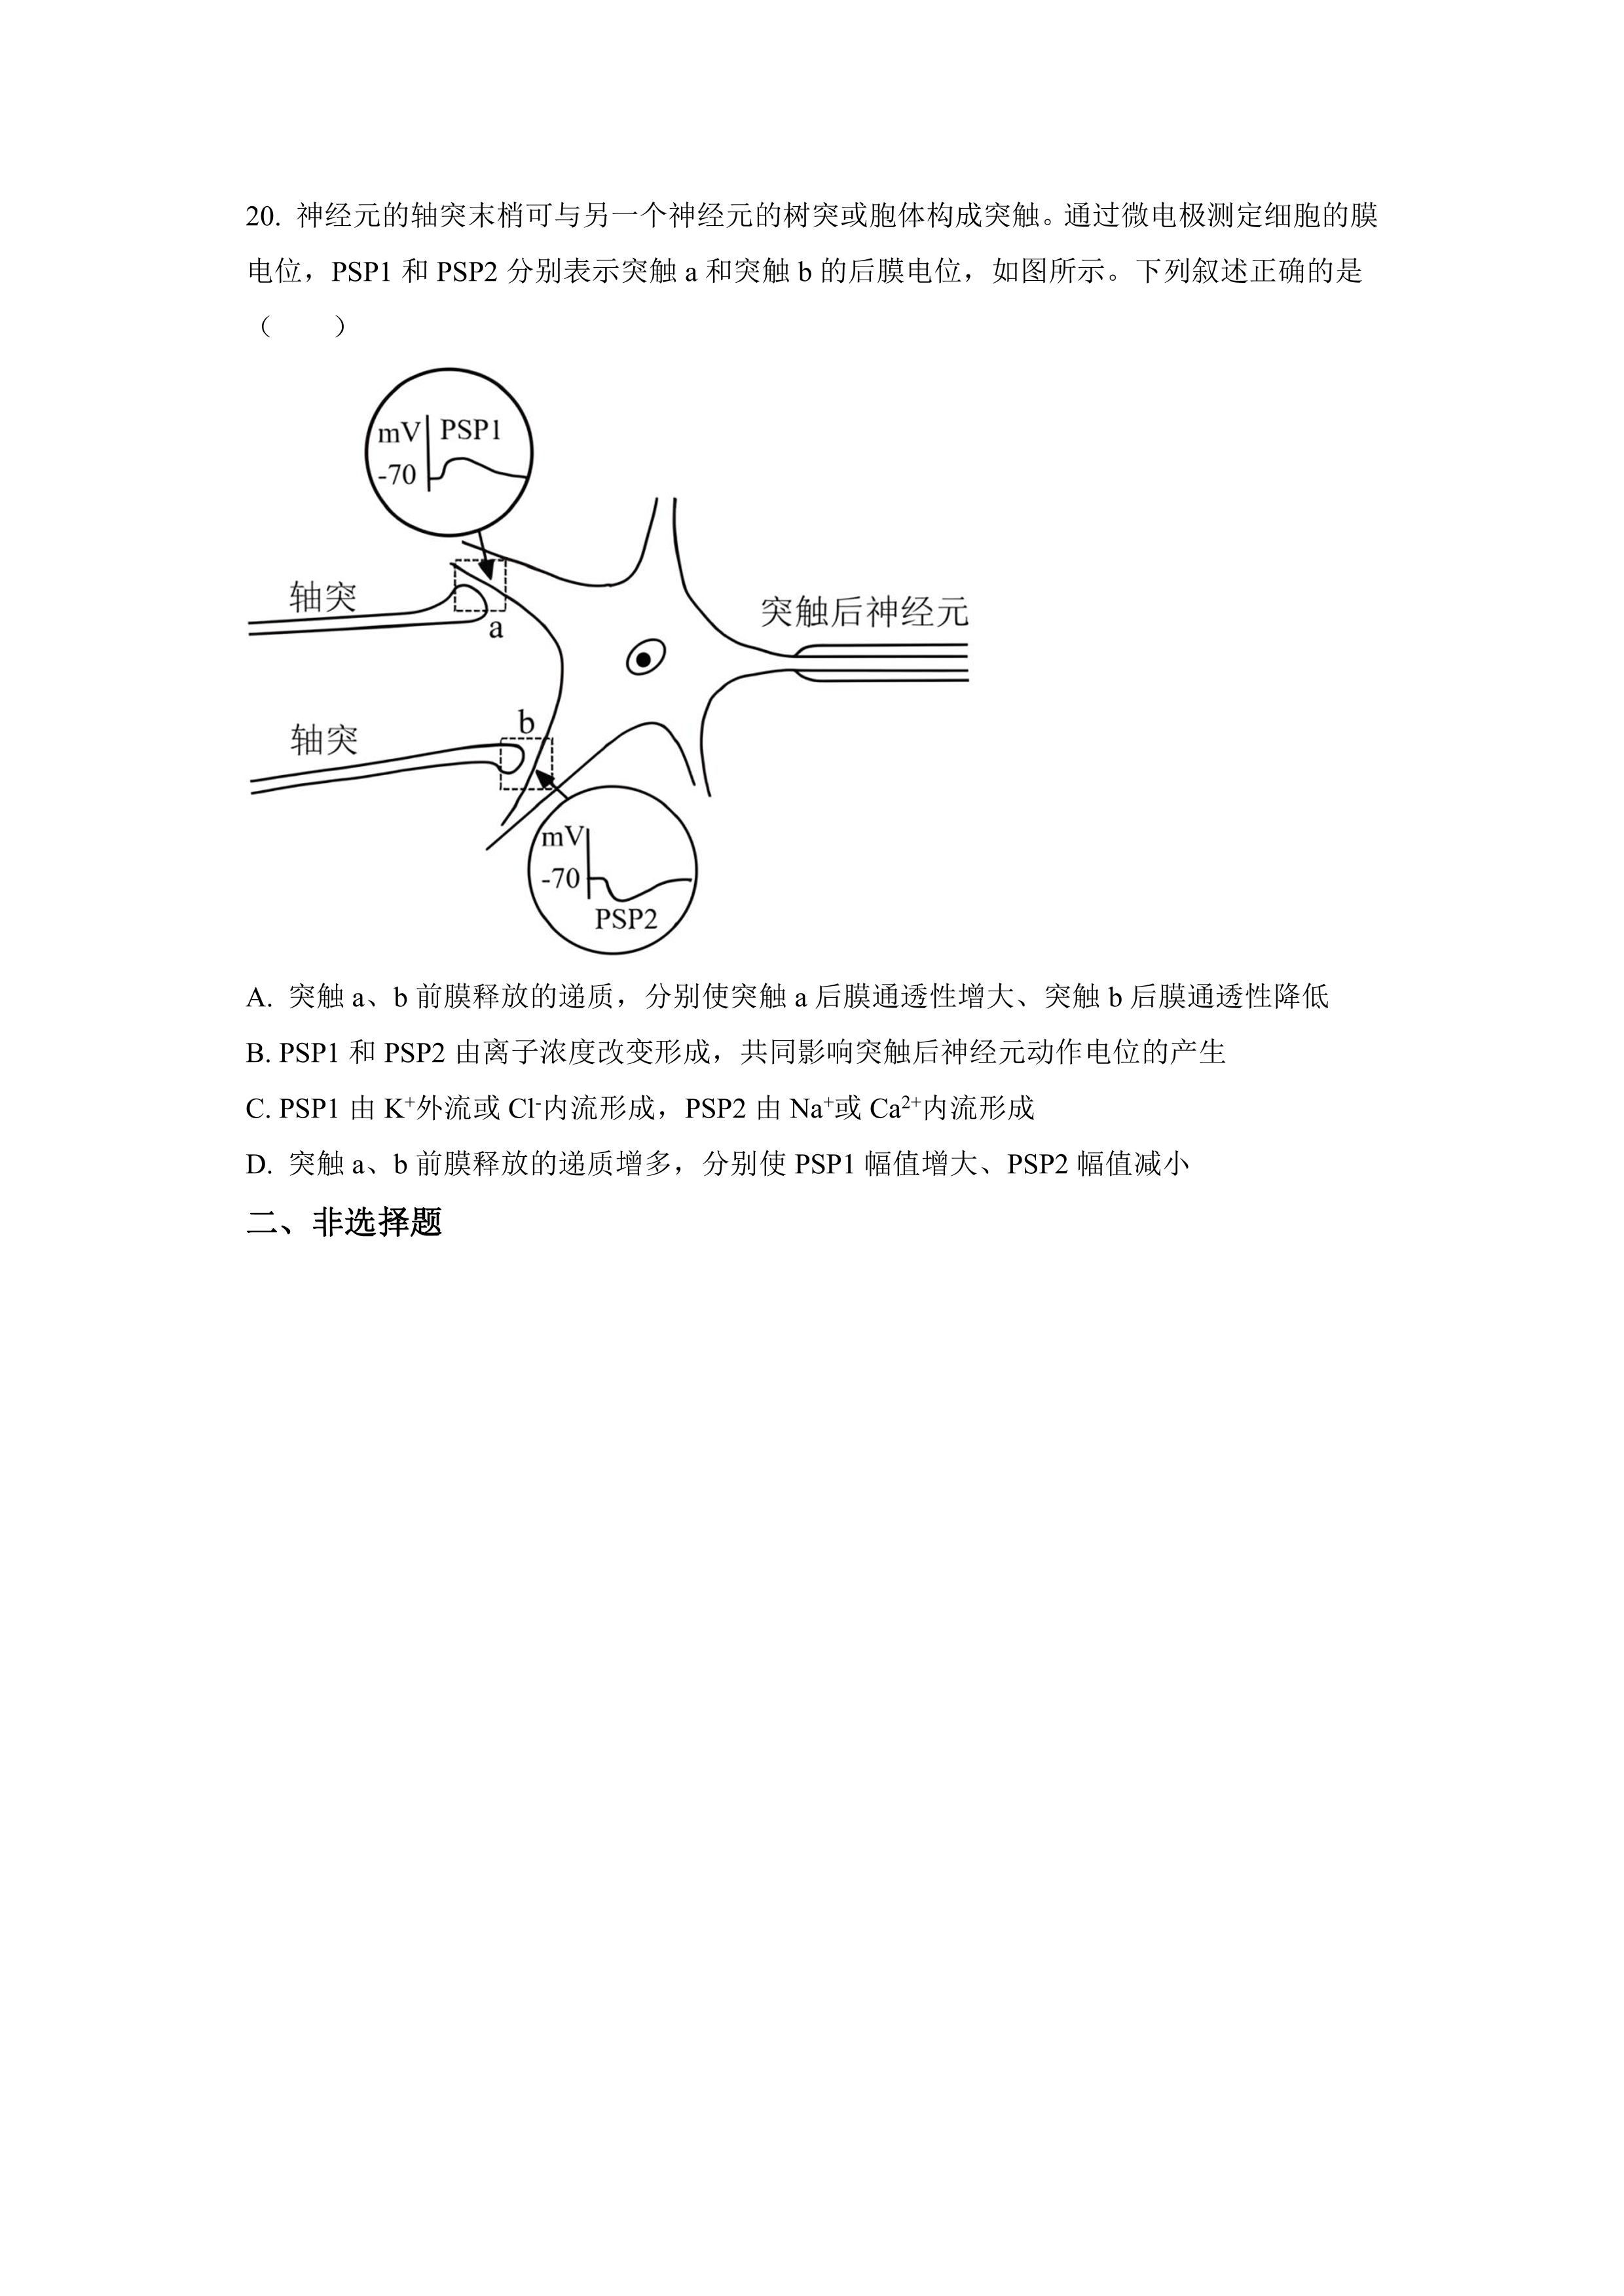 20. 神经元的轴突末梢可与另一个神经元的树突或胞体构成突触。通过微电极测定细胞的膜
电位，PSP1 和 PSP2 分别表示突触 a 和突触 b 的后膜电位，如图所示。下列叙述正确的是
（　　）
mV PSP1
-70
轴突
a
突触后神经元
b
轴突
mV
-70
PSP2
A. 突触 a、b 前膜释放的递质，分别使突触 a 后膜通透性增大、突触 b 后膜通透性降低
B. PSP1 和 PSP2 由离子浓度改变形成，共同影响突触后神经元动作电位的产生
C. PSP1 由 K⁺外流或 Cl⁻内流形成，PSP2 由 Na⁺或 Ca²⁺内流形成
D. 突触 a、b 前膜释放的递质增多，分别使 PSP1 幅值增大、PSP2 幅值减小
二、非选择题